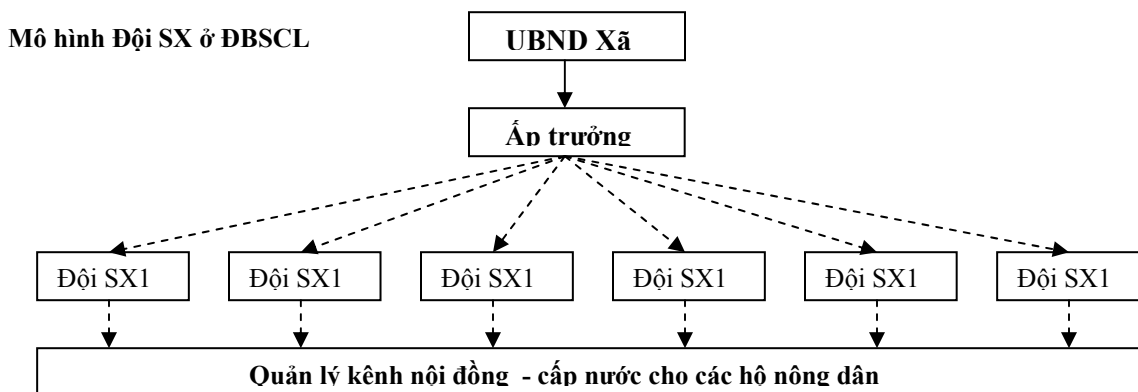 Mô hình Đội SX ở ĐBSCL
UBND Xã
Ấp trưởng
Đội SX1
Đội SX1
Đội SX1
Đội SX1
Đội SX1
Đội SX1
Quản lý kênh nội đồng - cấp nước cho các hộ nông dân